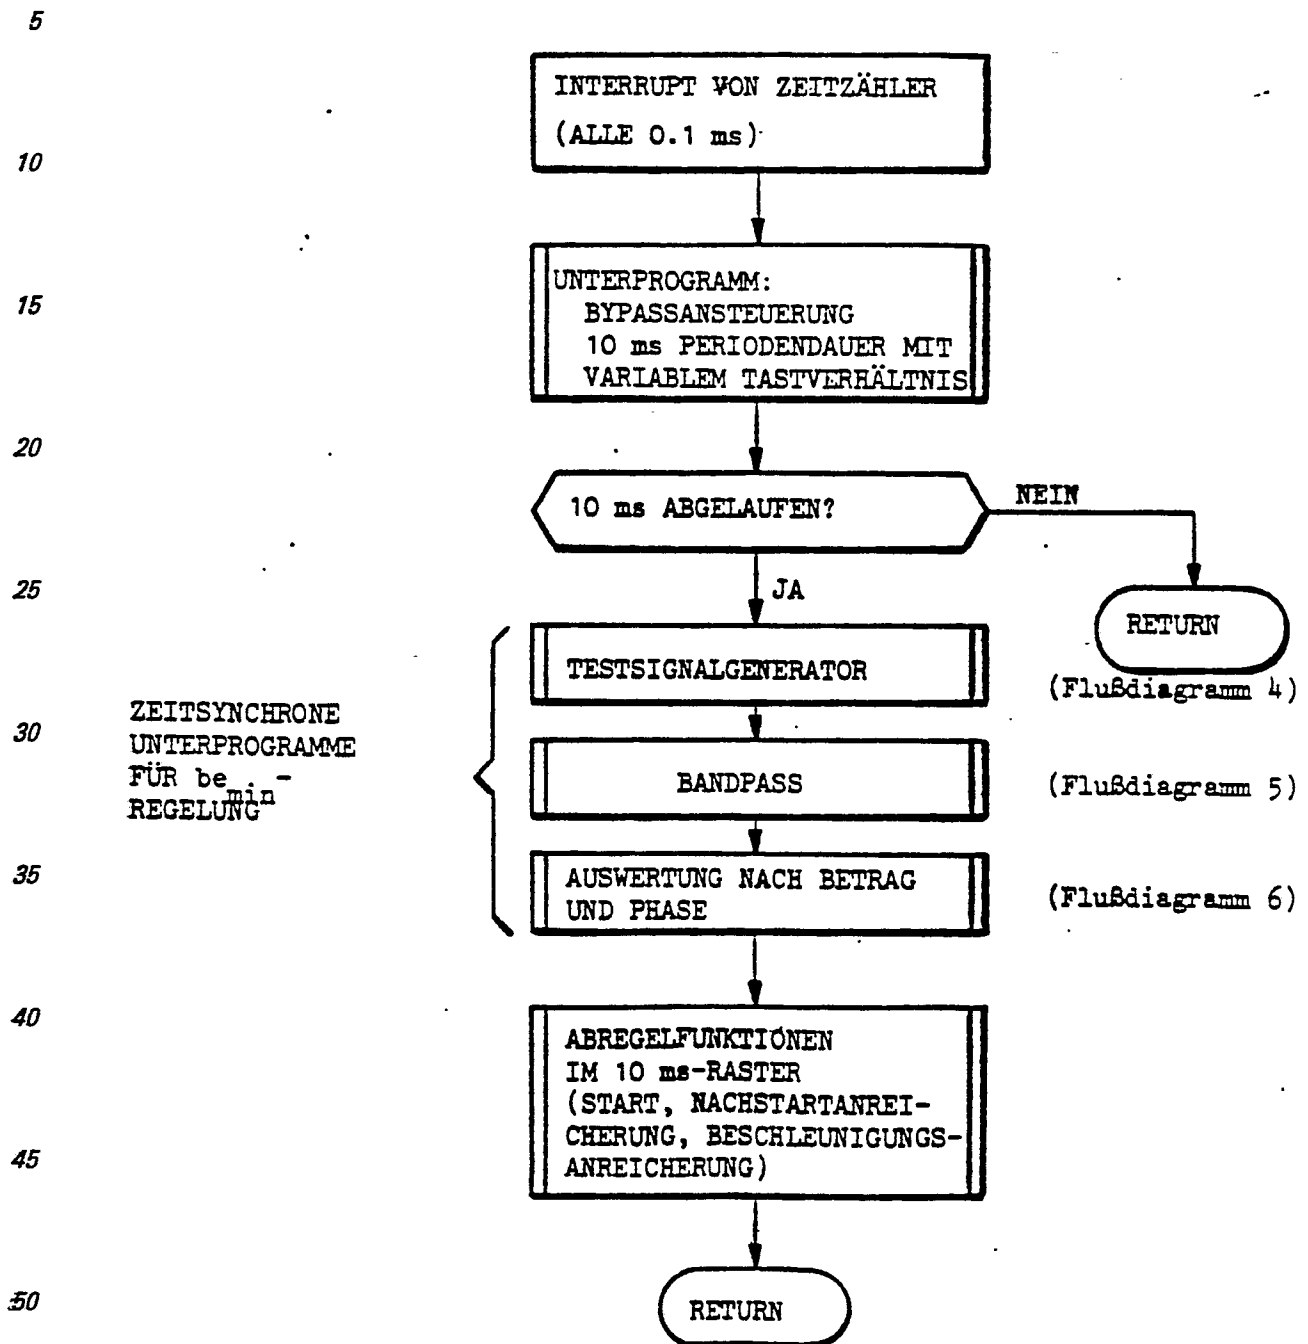 5
INTERRUPT VON ZEITZÄHLER
(ALLE 0.1 ms)
10
15
UNTERPROGRAMM:
BYPASSANSTEUERUNG
10 ms PERIODENDAUER MIT
VARIABLEM TASTVERHÄLTNIS
20
10 ms ABGELAUFEN?
NEIN
25
JA
RETURN
TESTSIGNALGENERATOR
(Flußdiagramm 4)
ZEITSYNCHRONE
30
UNTERPROGRAMME
FÜR be min -
REGELUNG
BANDPASS
(Flußdiagramm 5)
35
AUSWERTUNG NACH BETRAG
UND PHASE
(Flußdiagramm 6)
40
ABREGELFUNKTIONEN
IM 10 ms-RASTER
(START, NACHSTARTANREI-
CHERUNG, BESCHLEUNIGUNGS-
45
ANREICHERUNG)
50
RETURN